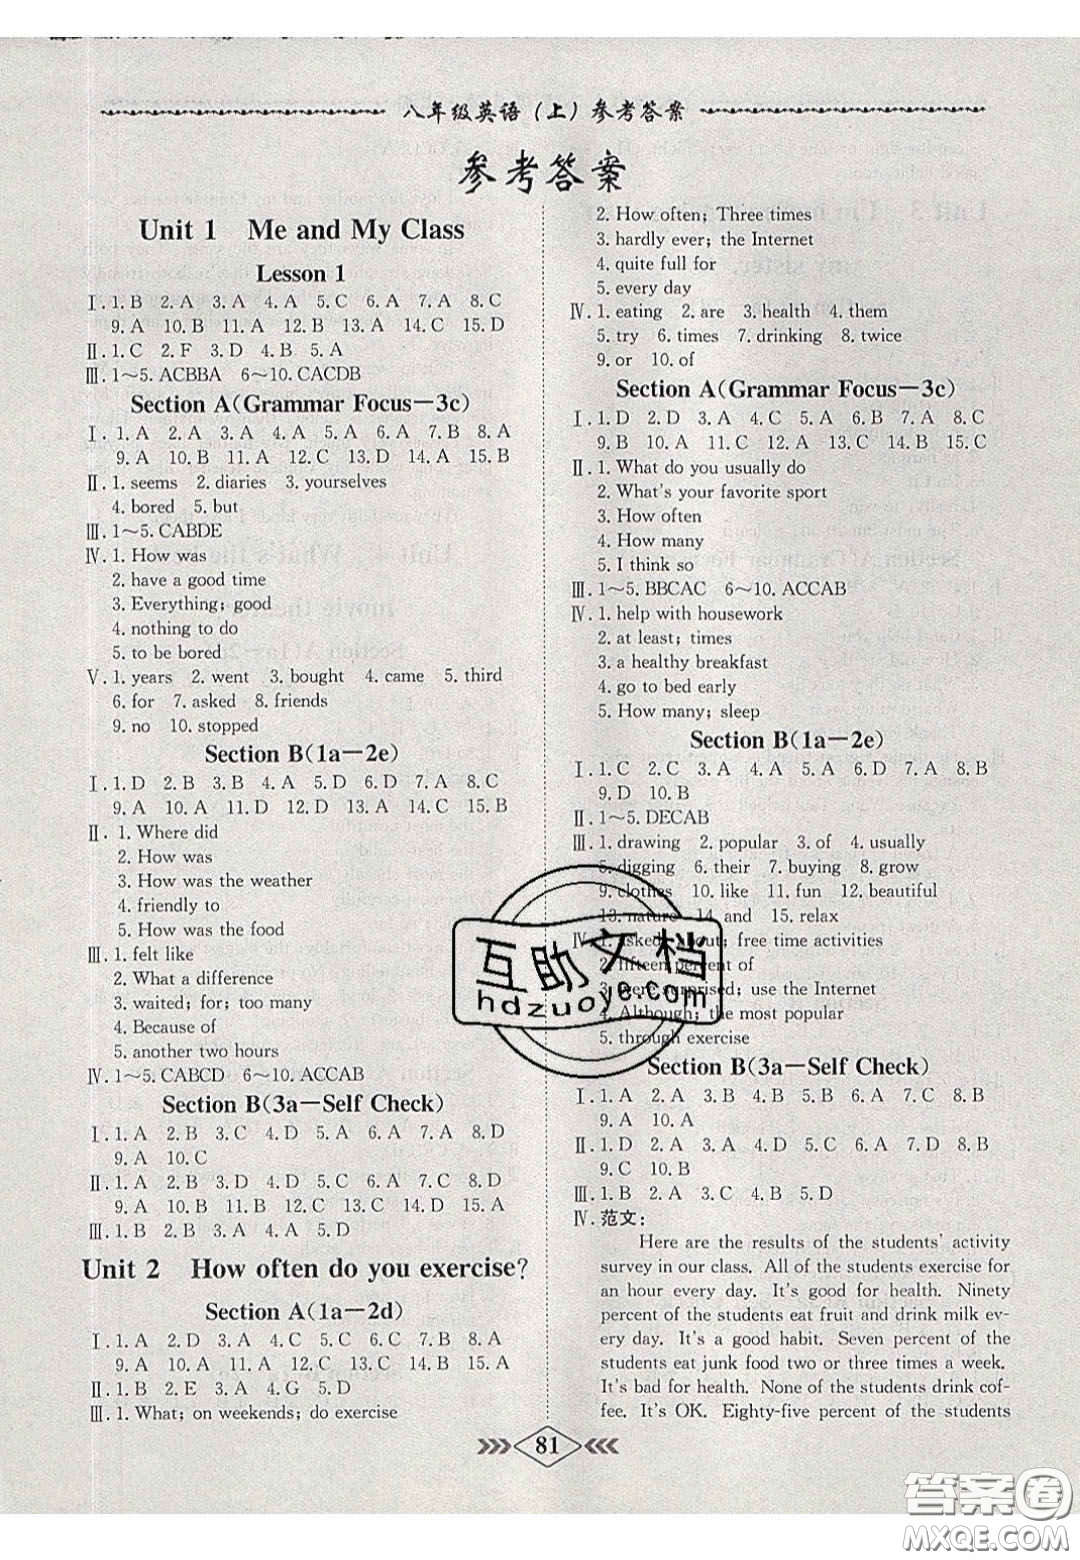 八年级英语(上)参考答案
参考答案
Unit 1 Me and My Class
Lesson 1
Ⅰ. 1. B 2. A 3. A 4. A 5. C 6. A 7. A 8. C
9. A 10. B 11. A 12. B 13. A 14. C 15. D
Ⅱ. 1. C 2. F 3. D 4. B 5. A
Ⅲ. 1~5. ACBBA 6~10. CACDB
Section A(Grammar Focus—3c)
Ⅰ. 1. A 2. A 3. A 4. A 5. A 6. A 7. B 8. A
9. A 10. B 11. A 12. B 13. A 14. A 15. B
Ⅱ. 1. seems 2. diaries 3. yourselves
4. bored 5. but
Ⅲ. 1~5. CABDE
Ⅳ. 1. How was
2. have a good time
3. Everything; good
4. nothing to do
5. to be bored
Ⅴ. 1. years 2. went 3. bought 4. came 5. third
6. for 7. asked 8. friends
9. no 10. stopped
Section B(1a—2e)
Ⅰ. 1. D 2. B 3. B 4. A 5. D 6. D 7. B 8. C
9. A 10. A 11. D 12. D 13. A 14. C 15. B
Ⅱ. 1. Where did
2. How was
3. How was the weather
4. friendly to
5. How was the food
Ⅲ. 1. felt like
2. What a difference
3. waited; for; too many
4. Because of
5. another two hours
Ⅳ. 1~5. CABCD 6~10. ACCAB
Section B(3a—Self Check)
Ⅰ. 1. A 2. B 3. C 4. D 5. A 6. A 7. A 8. D
9. A 10. C
Ⅱ. 1. A 2. B 3. D 4. D 5. C 6. B 7. B 8. D
9. A 10. B 11. B 12. C 13. C 14. C 15. A
Ⅲ. 1. B 2. B 3. A 4. A 5. D
Unit 2 How often do you exercise?
Section A(1a—2d)
Ⅰ. 1. A 2. D 3. A 4. C 5. C 6. C 7. B 8. A
9. A 10. A 11. A 12. C 13. C 14. B 15. A
Ⅱ. 1. B 2. E 3. A 4. G 5. D
Ⅲ. 1. What; on weekends; do exercise
2. How often; Three times
3. hardly ever; the Internet
4. quite full for
5. every day
Ⅳ. 1. eating 2. are 3. health 4. them
5. try 6. times 7. drinking 8. twice
9. or 10. of
Section A(Grammar Focus—3c)
Ⅰ. 1. D 2. D 3. A 4. C 5. A 6. B 7. A 8. C
9. B 10. A 11. C 12. A 13. C 14. B 15. C
Ⅱ. 1. What do you usually do
2. What's your favorite sport
3. How often
4. How many
5. I think so
Ⅲ. 1~5. BBCAC 6~10. ACCAB
Ⅳ. 1. help with housework
2. at least; times
3. a healthy breakfast
4. go to bed early
5. How many; sleep
Section B(1a—2e)
Ⅰ. 1. C 2. C 3. A 4. A 5. A 6. D 7. A 8. B
9. D 10. B
Ⅱ. 1~5. DECAB
Ⅲ. 1. drawing 2. popular 3. of 4. usually
5. digging 6. their 7. buying 8. grow
9. clothes 10. like 11. fun 12. beautiful
13. nature 14. and 15. relax
Ⅳ. 1. asked; about; free time activities
2. fifteen percent of
3. were surprised; use the Internet
4. Although; the most popular
5. through exercise
Section B(3a—Self Check)
Ⅰ. 1. A 2. A 3. B 4. B 5. A 6. C 7. C 8. B
9. A 10. A
Ⅱ. 1. D 2. A 3. A 4. D 5. C 6. A 7. D 8. B
9. C 10. B
Ⅲ. 1. B 2. A 3. C 4. B 5. D
Ⅳ. 范文:
Here are the results of the students' activity
survey in our class. All of the students exercise for
an hour every day. It's good for health. Ninety
percent of the students eat fruit and drink milk ev-
ery day. It's a good habit. Seven percent of the
students eat junk food two or three times a week.
It's bad for health. None of the students drink cof-
fee. It's OK. Eighty-five percent of the students
81
互助文档
hdzuoye.com
答案圈
MXQE.COM